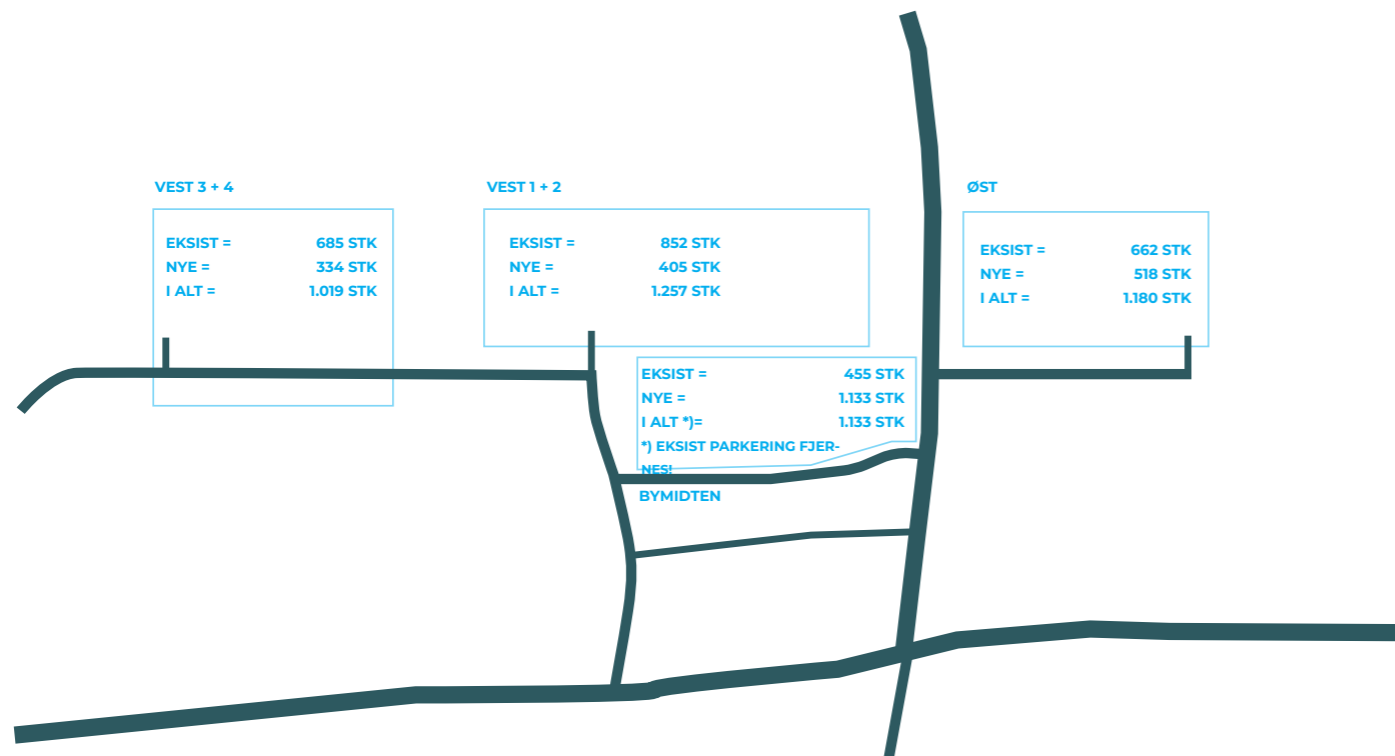 VEST 3 + 4
EKSIST = 685 STK
NYE = 334 STK
I ALT = 1.019 STK
VEST 1 + 2
EKSIST = 852 STK
NYE = 405 STK
I ALT = 1.257 STK
ØST
EKSIST = 662 STK
NYE = 518 STK
I ALT = 1.180 STK
EKSIST = 455 STK
NYE = 1.133 STK
I ALT *)= 1.133 STK
*) EKSIST PARKERING FJER-
NES!
BYMIDTEN